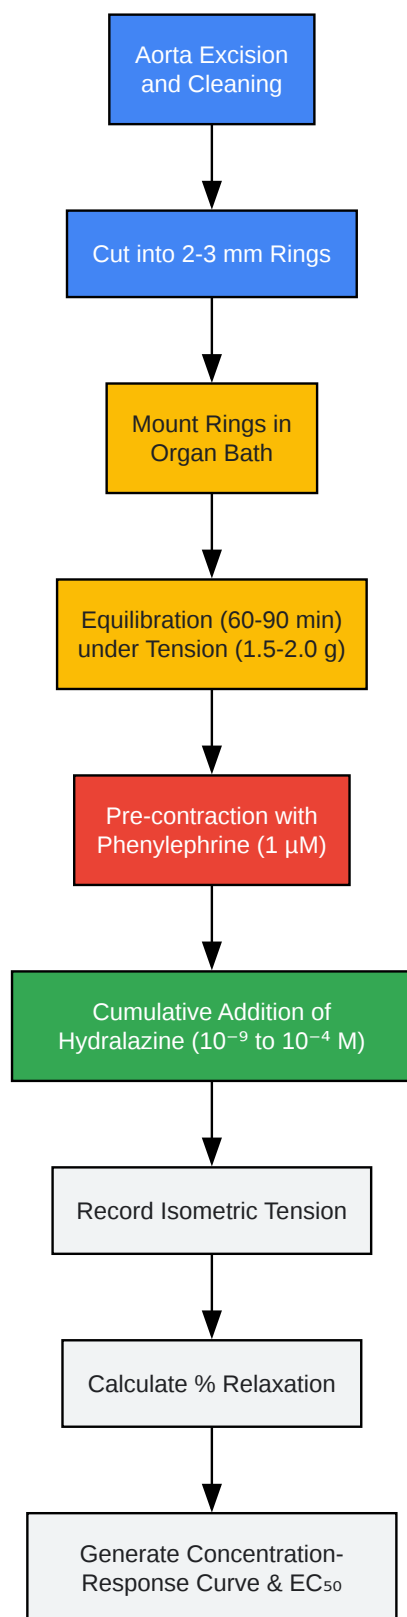 Aorta Excision
and Cleaning
Cut into 2-3 mm Rings
Mount Rings in
Organ Bath
Equilibration (60-90 min)
under Tension (1.5-2.0 g)
Pre-contraction with
Phenylephrine (1 µM)
Cumulative Addition of
Hydralazine (10⁻⁹ to 10⁻⁴ M)
Record Isometric Tension
Calculate % Relaxation
Generate Concentration-
Response Curve & EC₅₀